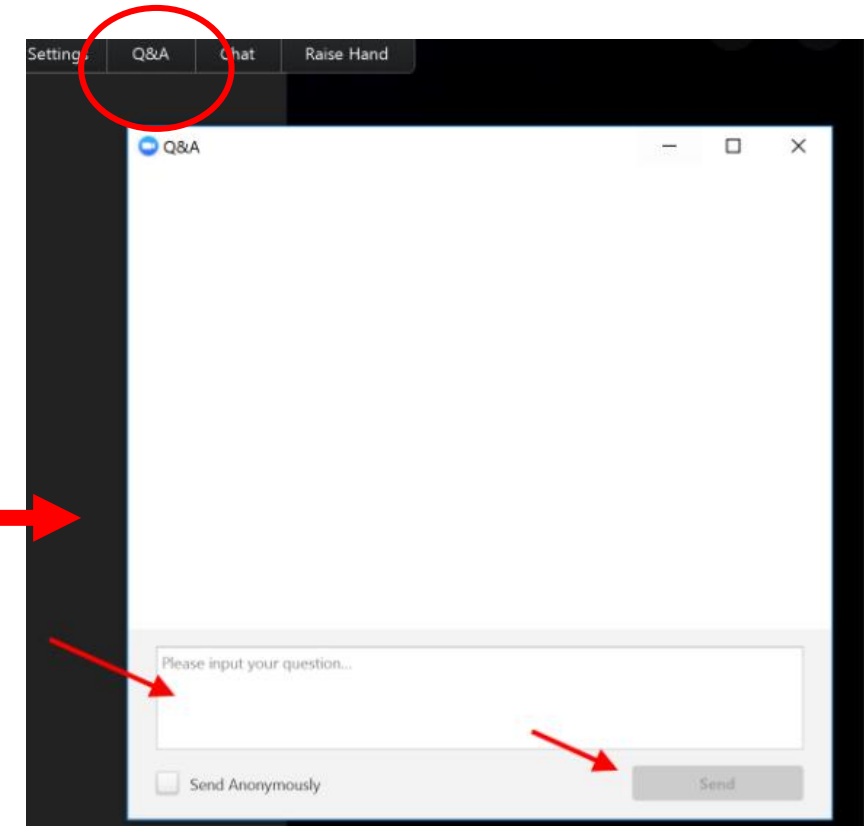 Settings Q&A Chat Raise Hand
Q&A
Please input your question...
Send Anonymously Send